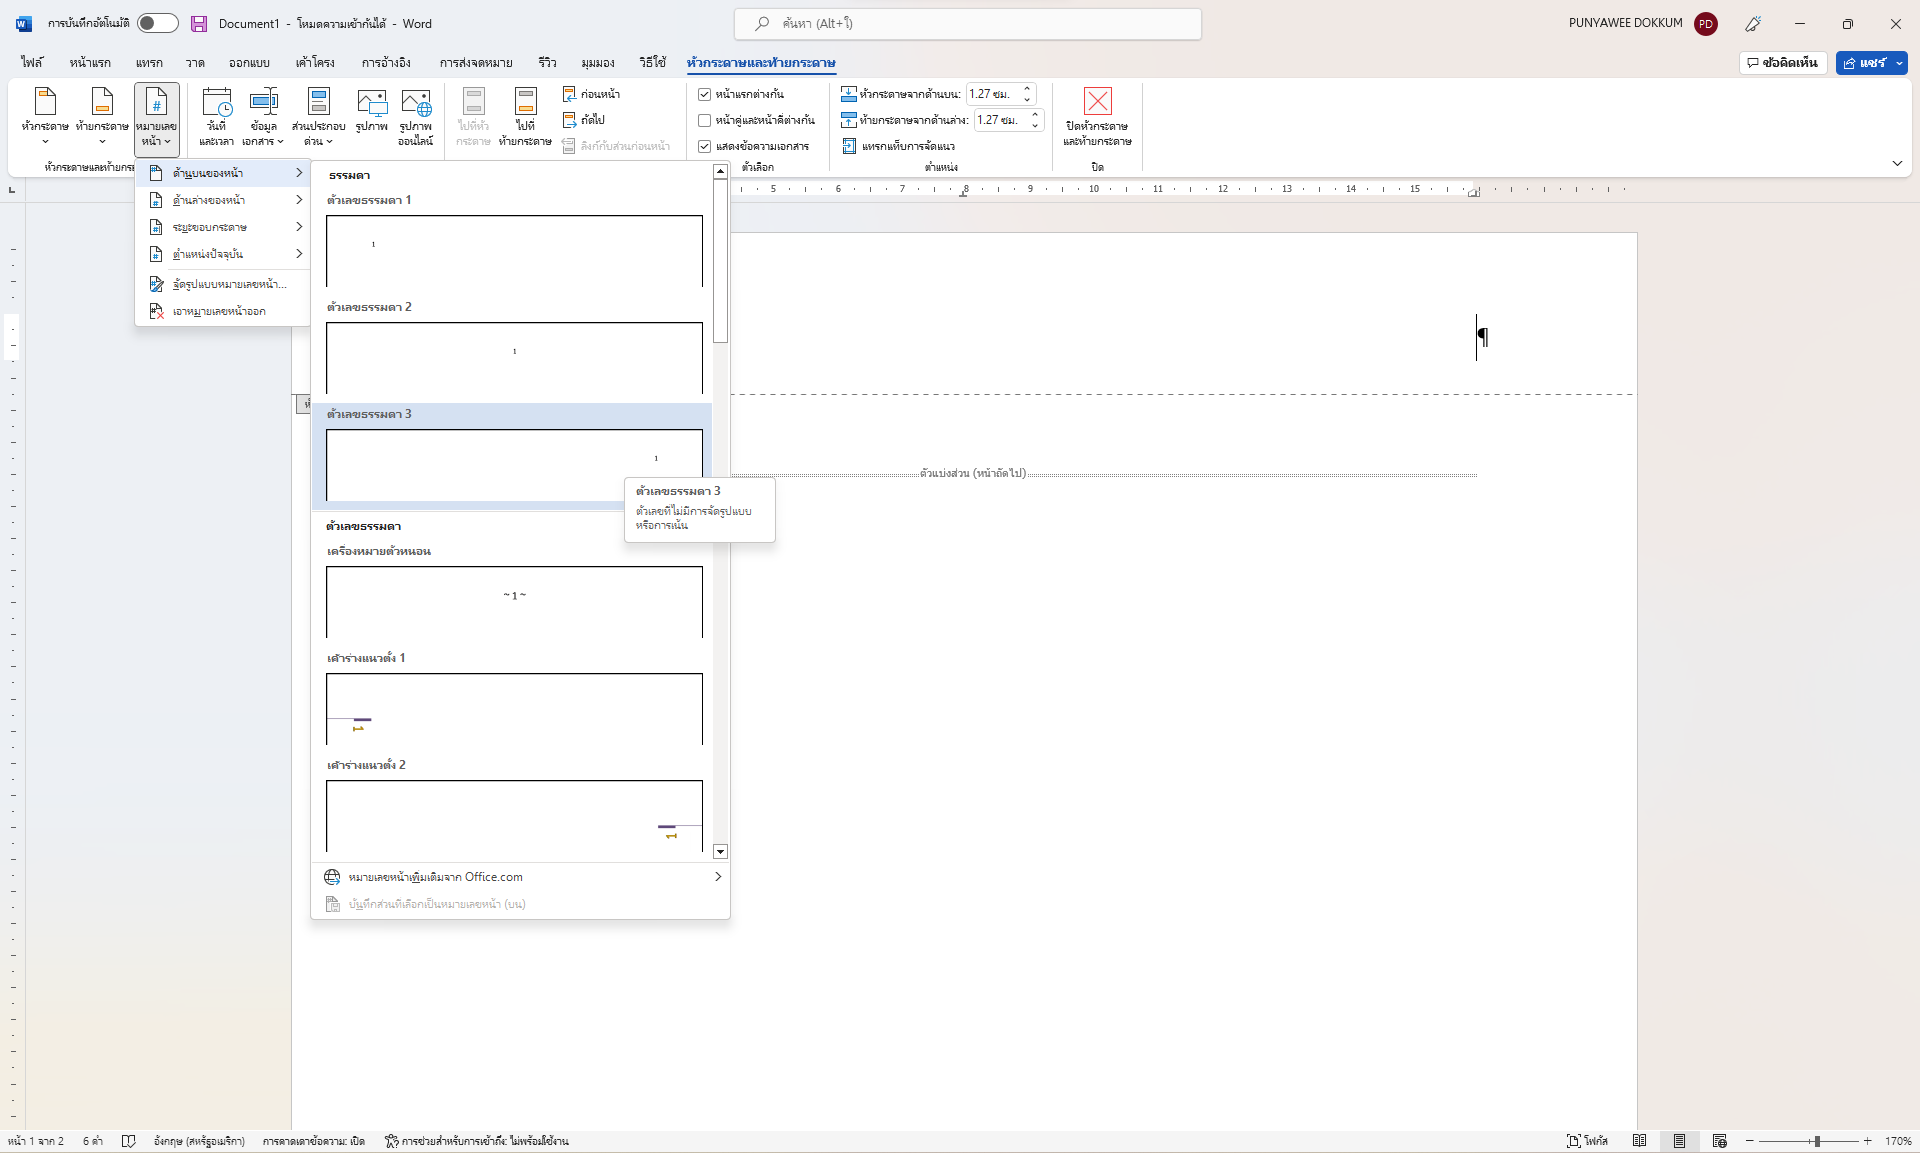 การบันทึกอัตโนมัติ
Document1 - โหมดความเข้ากันได้ - Word
ค้นหา (Alt+ใ)
PUNYAWEE DOKKUM
PD
ไฟล์ หน้าแรก แทรก วาด ออกแบบ เค้าโครง การอ้างอิง การส่งจดหมาย รีวิว มุมมอง วิธีใช้ หัวกระดาษและท้ายกระดาษ
ข้อคิดเห็น
แชร์
หัวกระดาษ
ท้ายกระดาษ
หมายเลข
หน้า
วันที่
และเวลา
ข้อมูล
เอกสาร
ส่วนประกอบ
ด่วน
รูปภาพ
รูปภาพ
ออนไลน์
ไปที่หัว
กระดาษ
ไปที่
ท้ายกระดาษ
ก่อนหน้า
ถัดไป
ลิงก์กับส่วนก่อนหน้า
หน้าแรกต่างกัน
หน้าคู่และหน้าคี่ต่างกัน
แสดงข้อความเอกสาร
หัวกระดาษจากด้านบน: 1.27 ซม.
ท้ายกระดาษจากด้านล่าง: 1.27 ซม.
แทรกแท็บการจัดแนว
ปิดหัวกระดาษ
และท้ายกระดาษ
หัวกระดาษและท้ายกระ
ตัวเลือก
ตำแหน่ง
ปิด
5 6 7 8 9 10 11 12 13 14 15
ด้านบนของหน้า
ด้านล่างของหน้า
ระยะขอบกระดาษ
ตำแหน่งปัจจุบัน
จัดรูปแบบหมายเลขหน้า...
เอาหมายเลขหน้าออก
ธรรมดา
ตัวเลขธรรมดา 1
1
ตัวเลขธรรมดา 2
1
¶
ตัวเลขธรรมดา 3
1
ตัวแบ่งส่วน (หน้าถัดไป)
ตัวเลขธรรมดา 3
ตัวเลขที่ไม่มีการจัดรูปแบบ
หรือการเน้น
ตัวเลขธรรมดา
เครื่องหมายตัวหนอน
~ 1 ~
เค้าร่างแนวตั้ง 1
1
เค้าร่างแนวตั้ง 2
1
หมายเลขหน้าเพิ่มเติมจาก Office.com
บันทึกส่วนที่เลือกเป็นหมายเลขหน้า (บน)
หน้า 1 จาก 2 6 คำ อังกฤษ (สหรัฐอเมริกา) การคาดเดาข้อความ: เปิด การช่วยสำหรับการเข้าถึง: ไม่พร้อมใช้งาน
โฟกัส
170%